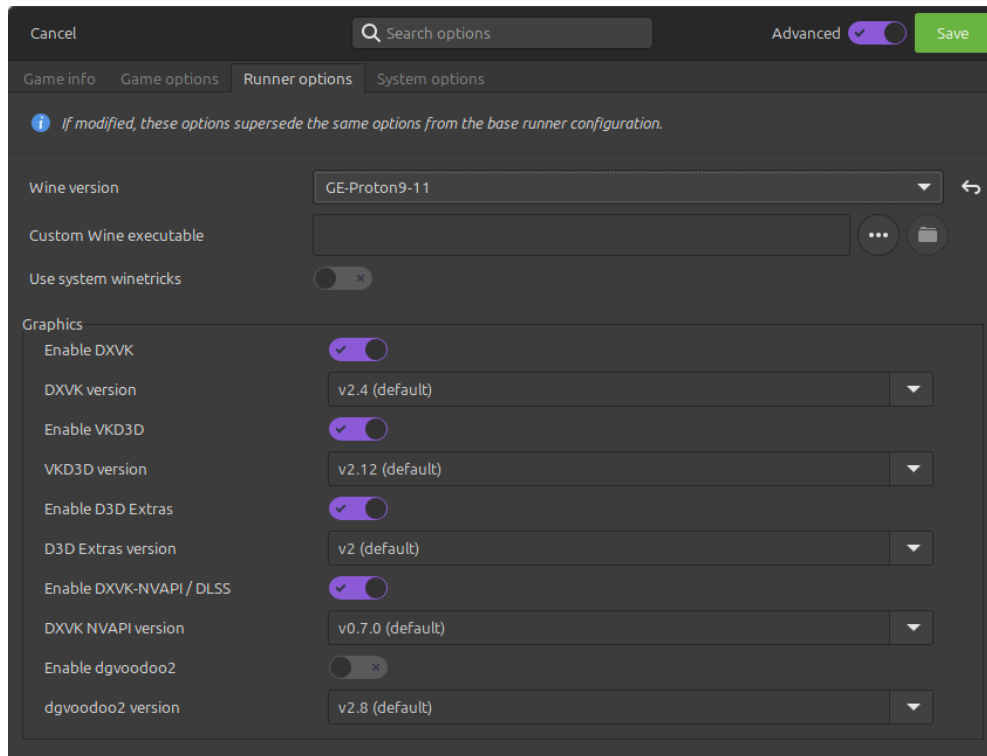 Cancel
Search options
Advanced
Save
Game info
Game options
Runner options
System options
If modified, these options supersede the same options from the base runner configuration.
Wine version
GE-Proton9-11
Custom Wine executable
Use system winetricks
Graphics
Enable DXVK
DXVK version
v2.4 (default)
Enable VKD3D
VKD3D version
v2.12 (default)
Enable D3D Extras
D3D Extras version
v2 (default)
Enable DXVK-NVAPI / DLSS
DXVK NVAPI version
v0.7.0 (default)
Enable dgvoodoo2
dgvoodoo2 version
v2.8 (default)